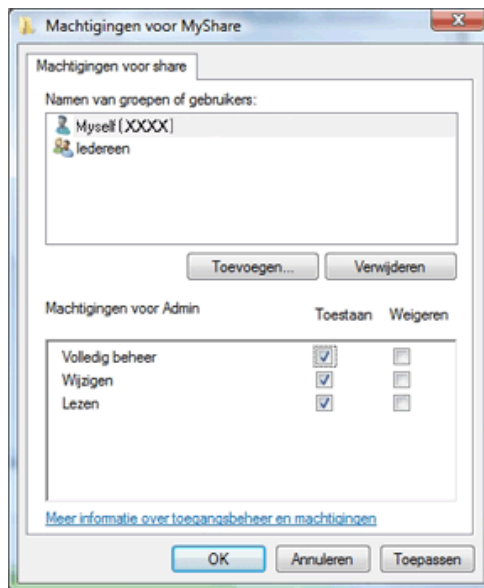 Machtigingen voor MyShare
Machtigingen voor share
Namen van groepen of gebruikers:
Myself [XXXX]
Iedereen
Toevoegen... Verwijderen
Machtigingen voor Admin Toestaan Weigeren
Volledig beheer
Wijzigen
Lezen
Meer informatie over toegangsbeheer en machtigingen
OK Annuleren Toepassen